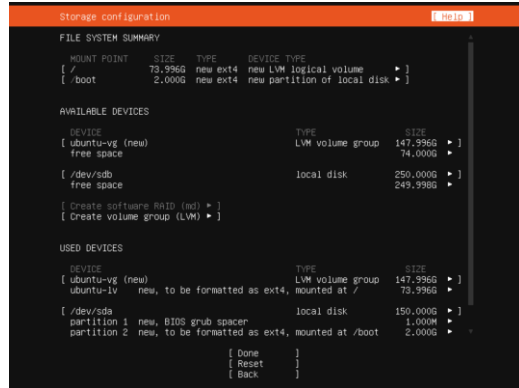 Storage configuration [ Help ]
FILE SYSTEM SUMMARY
MOUNT POINT SIZE TYPE DEVICE TYPE
[ / 73.996G new ext4 new LVM logical volume ▸ ]
[ /boot 2.000G new ext4 new partition of local disk ▸ ]
AVAILABLE DEVICES
DEVICE TYPE SIZE
[ ubuntu-vg (new) LVM volume group 147.996G ▸ ]
free space 74.000G ▸
[ /dev/sdb local disk 250.000G ▸ ]
free space 249.998G ▸
[ Create software RAID (md) ▸ ]
[ Create volume group (LVM) ▸ ]
USED DEVICES
DEVICE TYPE SIZE
[ ubuntu-vg (new) LVM volume group 147.996G ▸ ]
ubuntu-lv new, to be formatted as ext4, mounted at / 73.996G ▸
[ /dev/sda local disk 150.000G ▸ ]
partition 1 new, BIOS grub spacer 1.000M ▸
partition 2 new, to be formatted as ext4, mounted at /boot 2.000G ▸
[ Done ]
[ Reset ]
[ Back ]